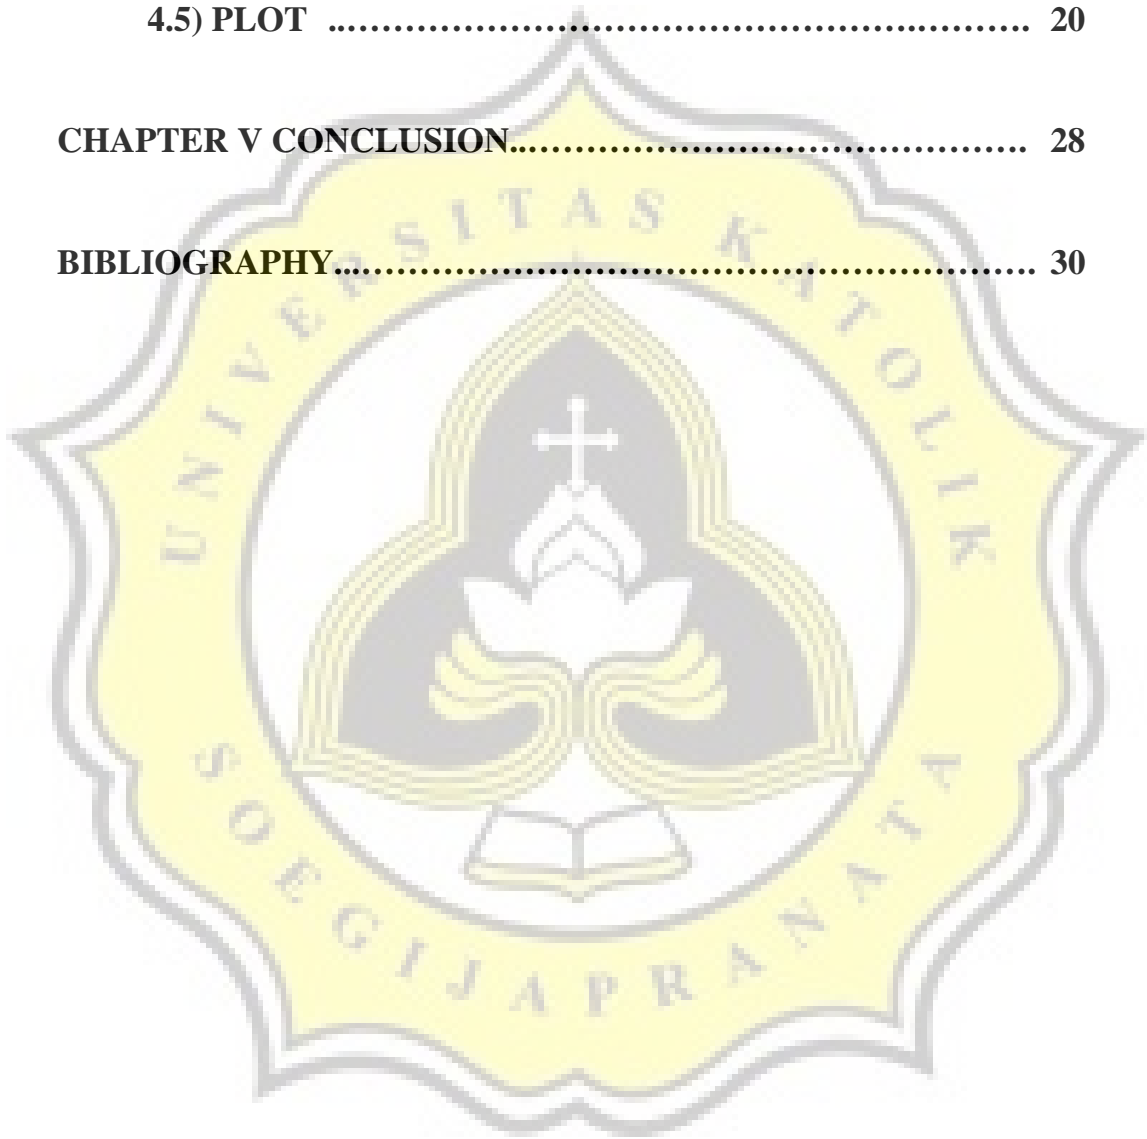 4.5) PLOT ..…………………………………….………. 20
CHAPTER V CONCLUSION..…………………………………. 28
BIBLIOGRAPHY...……………………………………………. 30
UNIVERSITAS KATOLIK
SOEGIJAPRANATA